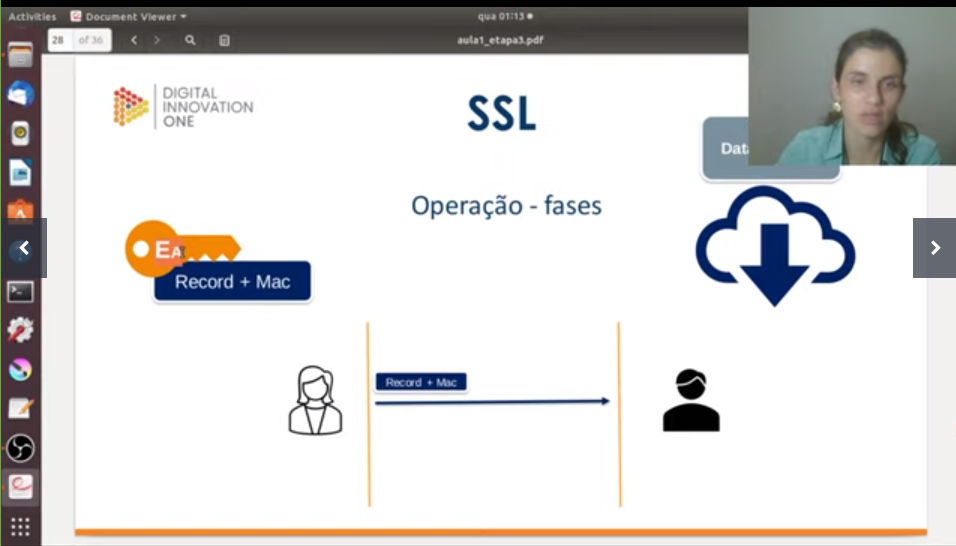 Activities Document Viewer qua 01:13
28 of 36 aula1_etapa3.pdf
DIGITAL
INNOVATION
ONE
SSL
Operação - fases
EA
Record + Mac
Record + Mac